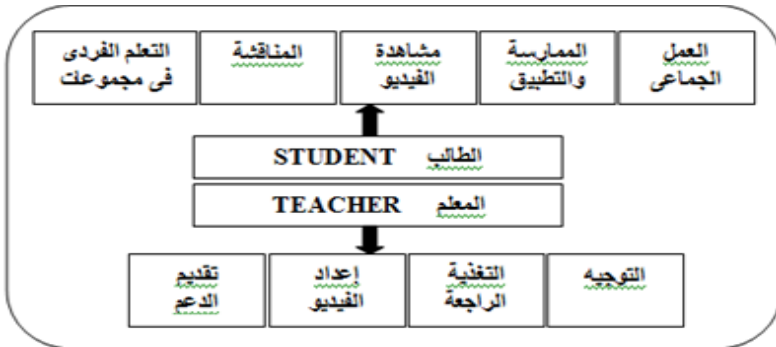 العمل
الجماعى
الممارسة
والتطبيق
مشاهدة
الفيديو
المناقشة
التعلم الفردى
فى مجموعات
الطالب STUDENT
المعلم TEACHER
التوجيه
التغذية
الراجعة
إعداد
الفيديو
تقديم
الدعم